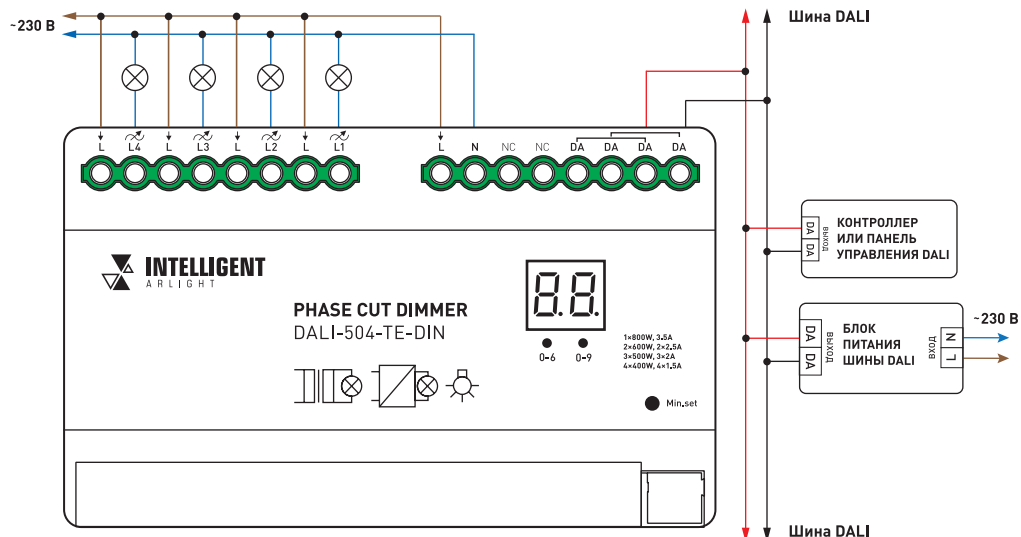 ~230 В
Шина DALI
L L4 L L3 L L2 L L1
L N NC NC DA DA DA DA
INTELLIGENT
ARLIGHT
PHASE CUT DIMMER
DALI-504-TE-DIN
8.8.
0-6 0-9
1×800W, 3.5A
2×600W, 2×2.5A
3×500W, 3×2A
4×400W, 4×1.5A
Min.set
DA
DA
ВЫХОД
КОНТРОЛЛЕР
ИЛИ ПАНЕЛЬ
УПРАВЛЕНИЯ DALI
DA
DA
ВЫХОД
БЛОК
ПИТАНИЯ
ШИНЫ DALI
ВХОД
N
L
~230 В
Шина DALI